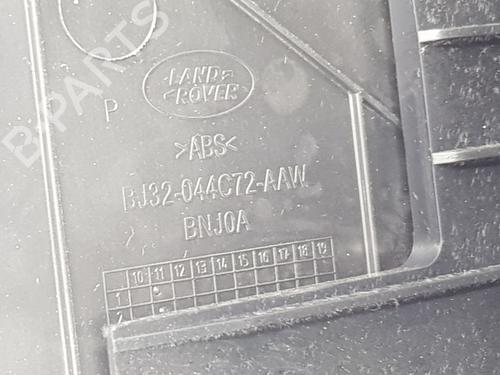 B-PARTS
LAND
ROVER
P
>ABS<
BJ32-044C72-AAW
BNJ0A
10 11 12 13 14 15 16 17 18 19
1
2